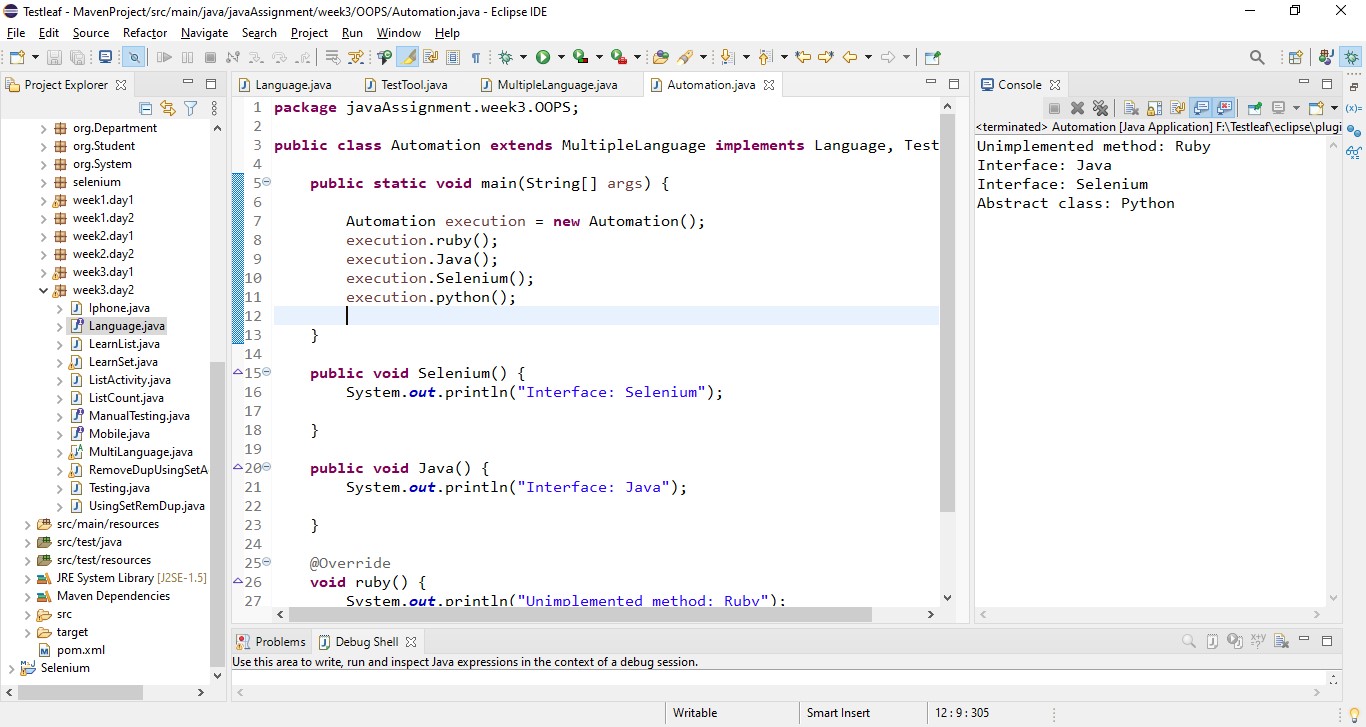 Testleaf - MavenProject/src/main/java/javaAssignment/week3/OOPS/Automation.java - Eclipse IDE
File Edit Source Refactor Navigate Search Project Run Window Help
Project Explorer
org.Department
org.Student
org.System
selenium
week1.day1
week1.day2
week2.day1
week2.day2
week3.day1
week3.day2
Iphone.java
Language.java
LearnList.java
LearnSet.java
ListActivity.java
ListCount.java
ManualTesting.java
Mobile.java
MultiLanguage.java
RemoveDupUsingSetA
Testing.java
UsingSetRemDup.java
src/main/resources
src/test/java
src/test/resources
JRE System Library [J2SE-1.5]
Maven Dependencies
src
target
pom.xml
Selenium
Language.java TestTool.java MultipleLanguage.java Automation.java
1 package javaAssignment.week3.OOPS;
2
3 public class Automation extends MultipleLanguage implements Language, Test
4
5 public static void main(String[] args) {
6
7 Automation execution = new Automation();
8 execution.ruby();
9 execution.Java();
10 execution.Selenium();
11 execution.python();
12
13 }
14
15 public void Selenium() {
16 System.out.println("Interface: Selenium");
17
18 }
19
20 public void Java() {
21 System.out.println("Interface: Java");
22
23 }
24
25 @Override
26 void ruby() {
27 System.out.println("Unimplemented method: Ruby");
Console
<terminated> Automation [Java Application] F:\Testleaf\eclipse\plugi
Unimplemented method: Ruby
Interface: Java
Interface: Selenium
Abstract class: Python
Problems Debug Shell
Use this area to write, run and inspect Java expressions in the context of a debug session.
Writable Smart Insert 12 : 9 : 305